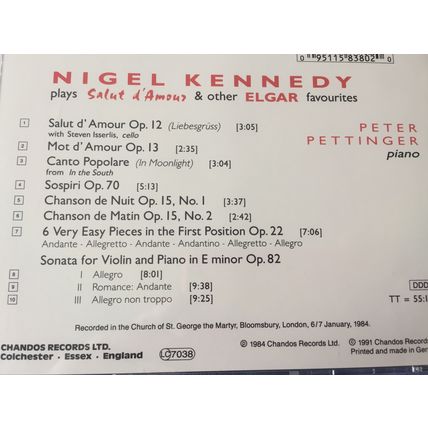 0 95115 83802 0
NIGEL KENNEDY
plays Salut d'Amour & other ELGAR favourites
1 Salut d' Amour Op. 12 (Liebesgrüss) [3:05]
with Steven Isserlis, cello
2 Mot d'Amour Op. 13 [2:35]
3 Canto Popolare (In Moonlight) [3:04]
from In the South
4 Sospiri Op. 70 [5:13]
5 Chanson de Nuit Op. 15, No. 1 [3:37]
6 Chanson de Matin Op. 15, No. 2 [2:42]
7 6 Very Easy Pieces in the First Position Op. 22 [7:06]
Andante - Allegretto - Andante - Andantino - Allegretto - Allegro
Sonata for Violin and Piano in E minor Op. 82
8 I Allegro [8:01]
9 II Romance: Andante [9:38]
10 III Allegro non troppo [9:25]
PETER
PETTINGER
piano
DDD
TT = 55:1
Recorded in the Church of St. George the Martyr, Bloomsbury, London, 6/7 January, 1984.
CHANDOS RECORDS LTD.
Colchester . Essex . England
LC 7038
℗ 1984 Chandos Records Ltd.
© 1991 Chandos Records
Printed and made in Ger